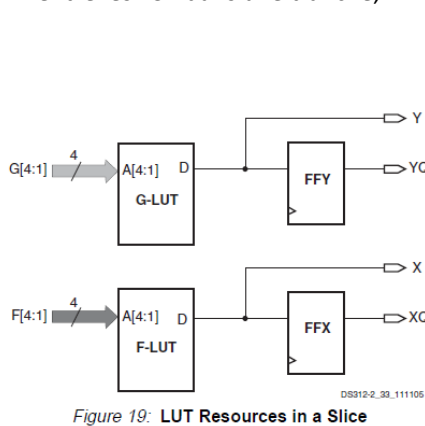 Y
4
G[4:1]
A[4:1] D
FFY
YQ
G-LUT
X
4
F[4:1]
A[4:1] D
FFX
XQ
F-LUT
DS312-2_33_111105
Figure 19: LUT Resources in a Slice